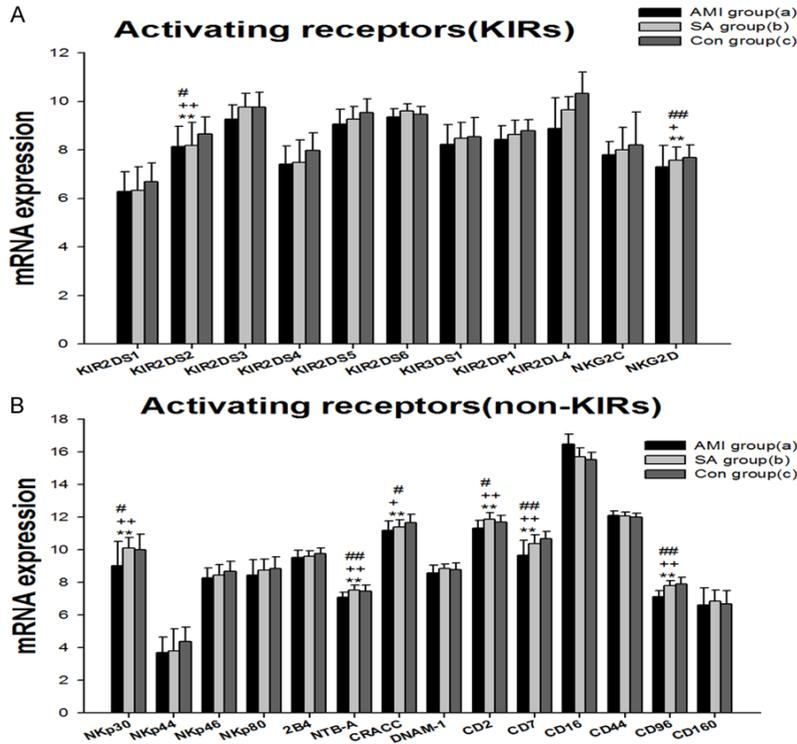 A
Activating receptors(KIRs)
AMI group(a)
SA group(b)
Con group(c)
mRNA expression
12
10
8
6
4
2
0
#
++
**
##
+
**
KIR2DS1 KIR2DS2 KIR2DS3 KIR2DS4 KIR2DS5 KIR2DS6 KIR3DS1 KIR2DP1 KIR2DL4 NKG2C NKG2D
B
Activating receptors(non-KIRs)
AMI group(a)
SA group(b)
Con group(c)
mRNA expression
18
16
14
12
10
8
6
4
2
0
#
++
**
##
++
**
#
+
**
#
++
**
##
++
**
##
++
**
NKp30 NKp44 NKp46 NKp80 2B4 NTB-A CRACC DNAM-1 CD2 CD7 CD16 CD44 CD96 CD160